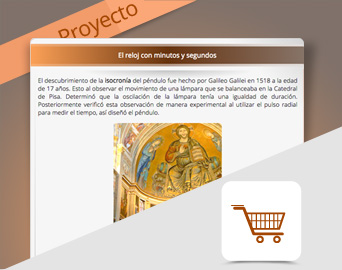 Proyecto
El reloj con minutos y segundos
El descubrimiento de la isocronía del péndulo fue hecho por Galileo Galilei en 1518 a la edad
de 17 años. Esto al observar el movimiento de una lámpara que se balanceaba en la Catedral
de Pisa. Determinó que la oscilación de la lámpara tenía una igualdad de duración.
Posteriormente verificó esta observación de manera experimental al utilizar el pulso radial
para medir el tiempo, así diseñó el péndulo.